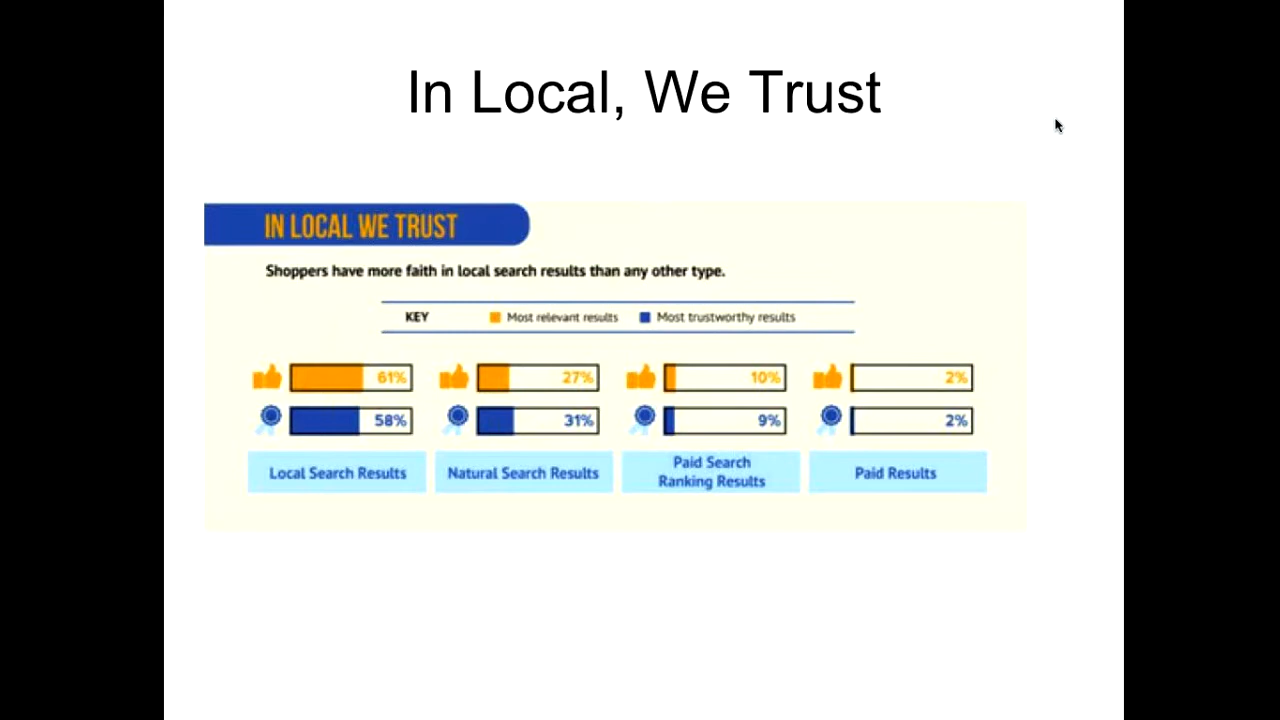 In Local, We Trust
IN LOCAL WE TRUST
Shoppers have more faith in local search results than any other type.
KEY Most relevant results Most trustworthy results
61% 27% 10% 2%
58% 31% 9% 2%
Local Search Results Natural Search Results Paid Search Ranking Results Paid Results